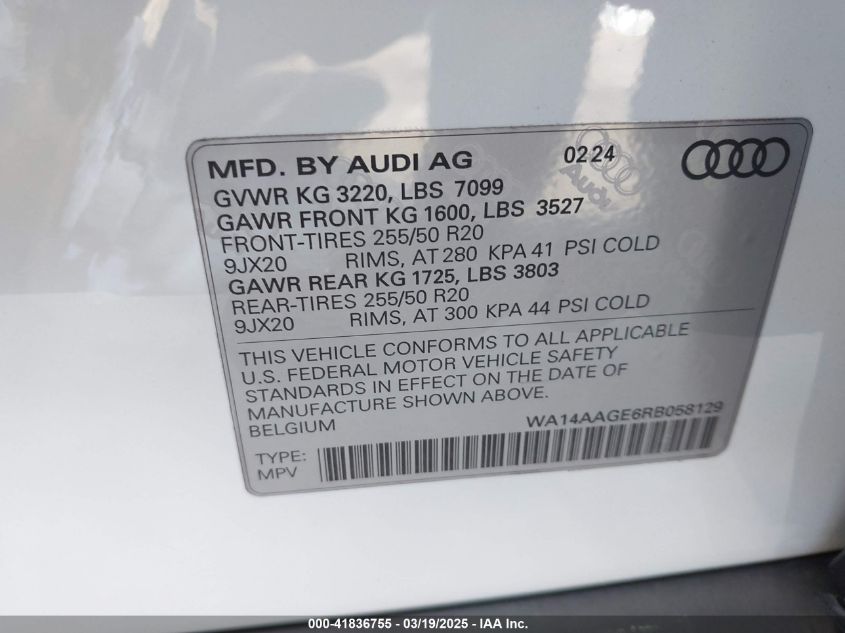 MFD. BY AUDI AG 02 24
GVWR KG 3220, LBS 7099
GAWR FRONT KG 1600, LBS 3527
FRONT-TIRES 255/50 R20
9JX20 RIMS, AT 280 KPA 41 PSI COLD
GAWR REAR KG 1725, LBS 3803
REAR-TIRES 255/50 R20
9JX20 RIMS, AT 300 KPA 44 PSI COLD
THIS VEHICLE CONFORMS TO ALL APPLICABLE
U.S. FEDERAL MOTOR VEHICLE SAFETY
STANDARDS IN EFFECT ON THE DATE OF
MANUFACTURE SHOWN ABOVE.
BELGIUM WA14AAGE6RB058129
TYPE:
MPV
Audi
000-41836755 - 03/19/2025 - IAA Inc.